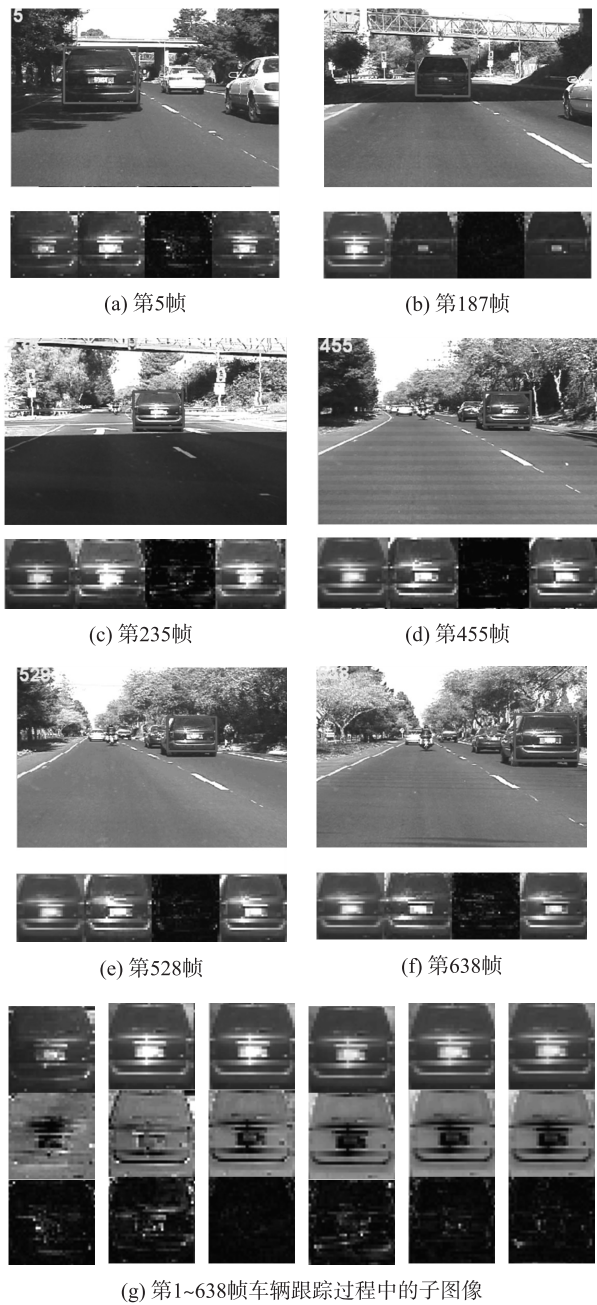 5
(a) 第5帧
(b) 第187帧
(c) 第235帧
455
(d) 第455帧
528
(e) 第528帧
(f) 第638帧
(g) 第1~638帧车辆跟踪过程中的子图像